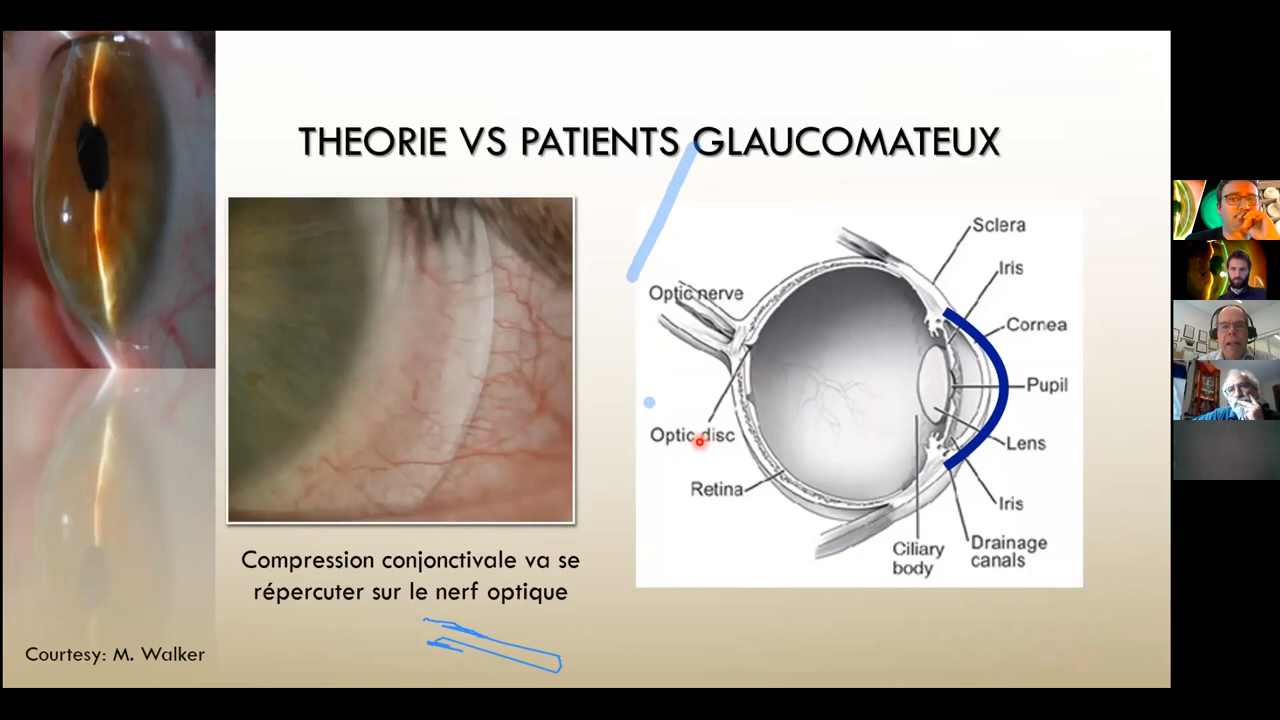 THEORIE VS PATIENTS GLAUCOMATEUX
Sclera
Iris
Optic nerve
Cornea
Pupil
Optic disc
Lens
Retina
Iris
Ciliary
body
Drainage
canals
Compression conjonctivale va se
répercuter sur le nerf optique
Courtesy: M. Walker